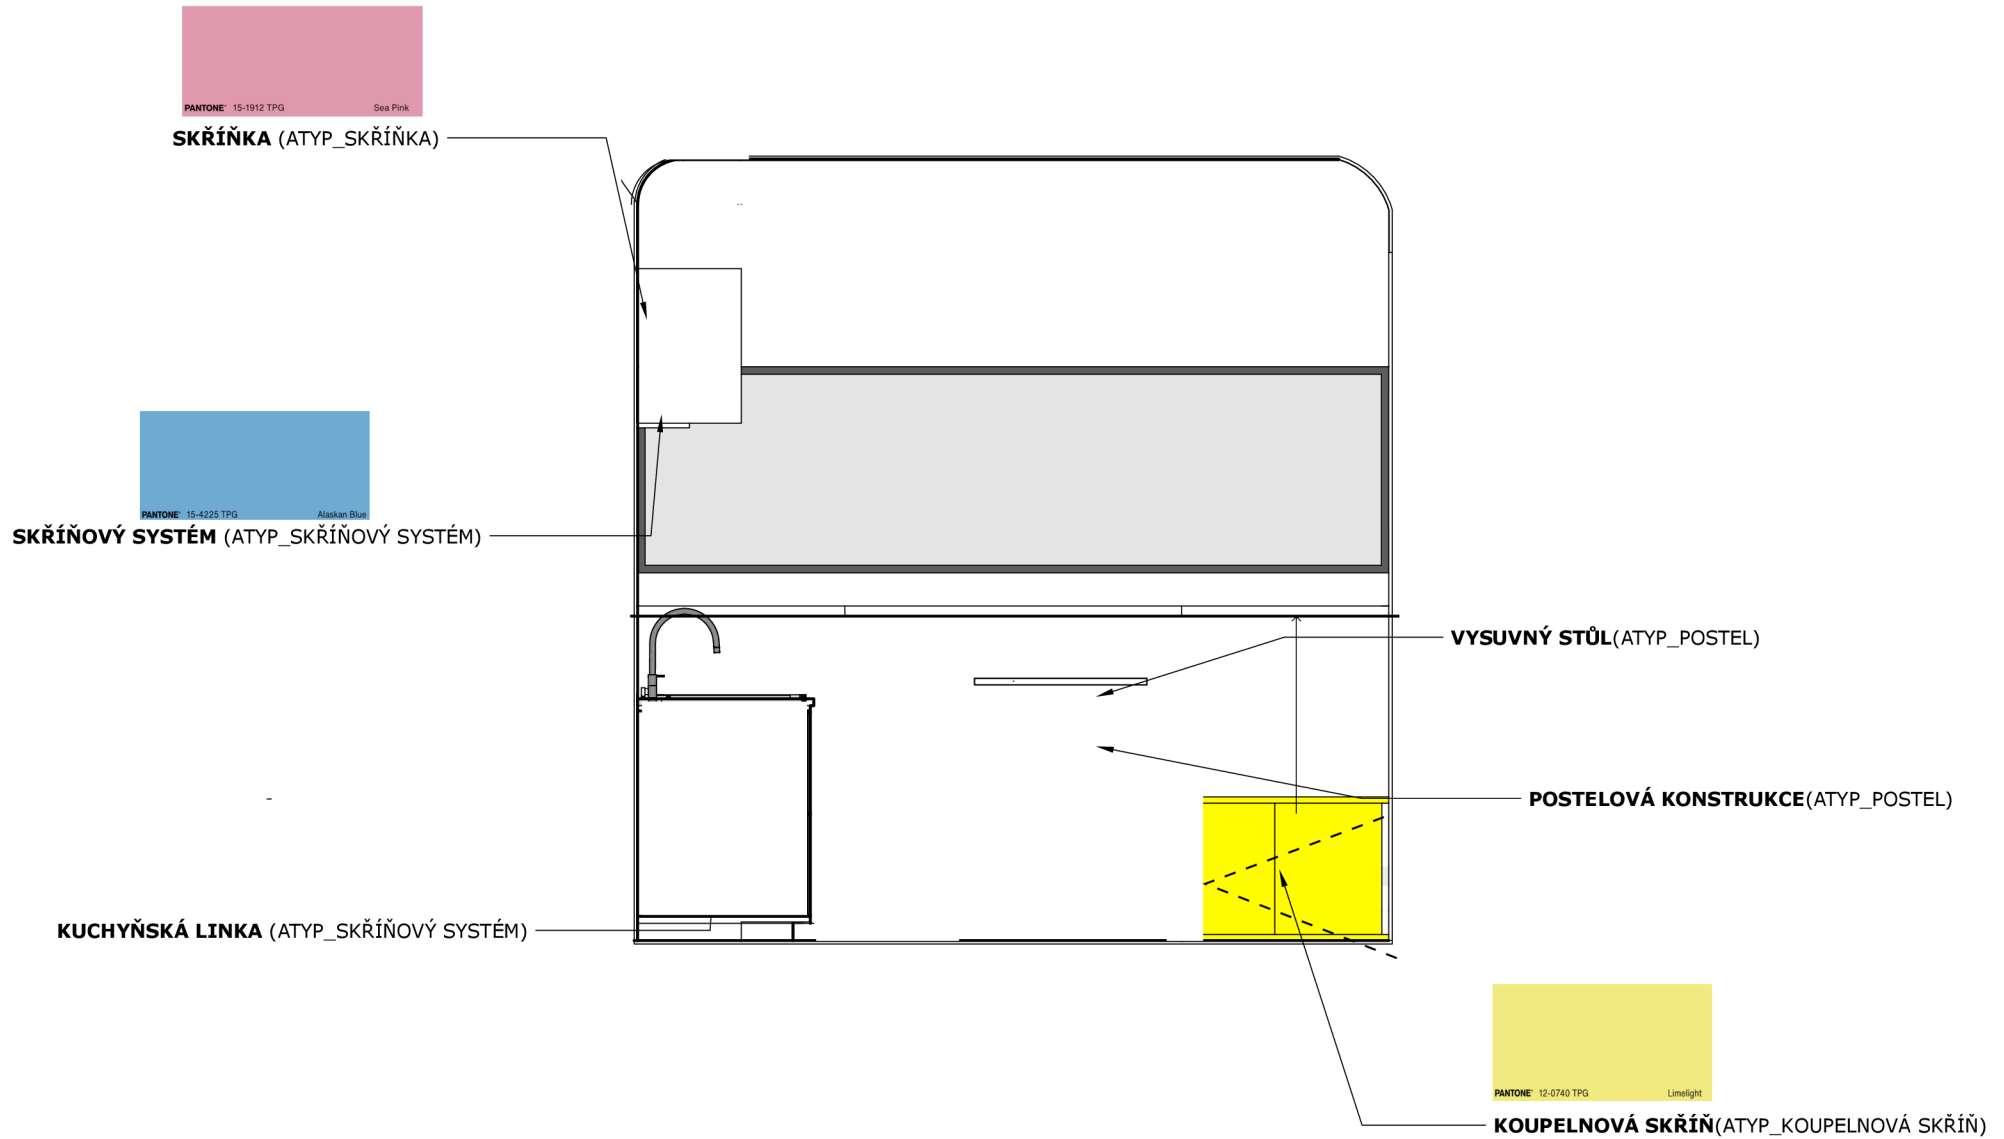 PANTONE® 15-1912 TPG Sea Pink
SKŘÍŇKA (ATYP_SKŘÍŇKA)
PANTONE® 15-4225 TPG Alaskan Blue
SKŘÍŇOVÝ SYSTÉM (ATYP_SKŘÍŇOVÝ SYSTÉM)
VYSUVNÝ STŮL(ATYP_POSTEL)
POSTELOVÁ KONSTRUKCE(ATYP_POSTEL)
KUCHYŇSKÁ LINKA (ATYP_SKŘÍŇOVÝ SYSTÉM)
PANTONE® 12-0740 TPG Limelight
KOUPELNOVÁ SKŘÍŇ(ATYP_KOUPELNOVÁ SKŘÍŇ)